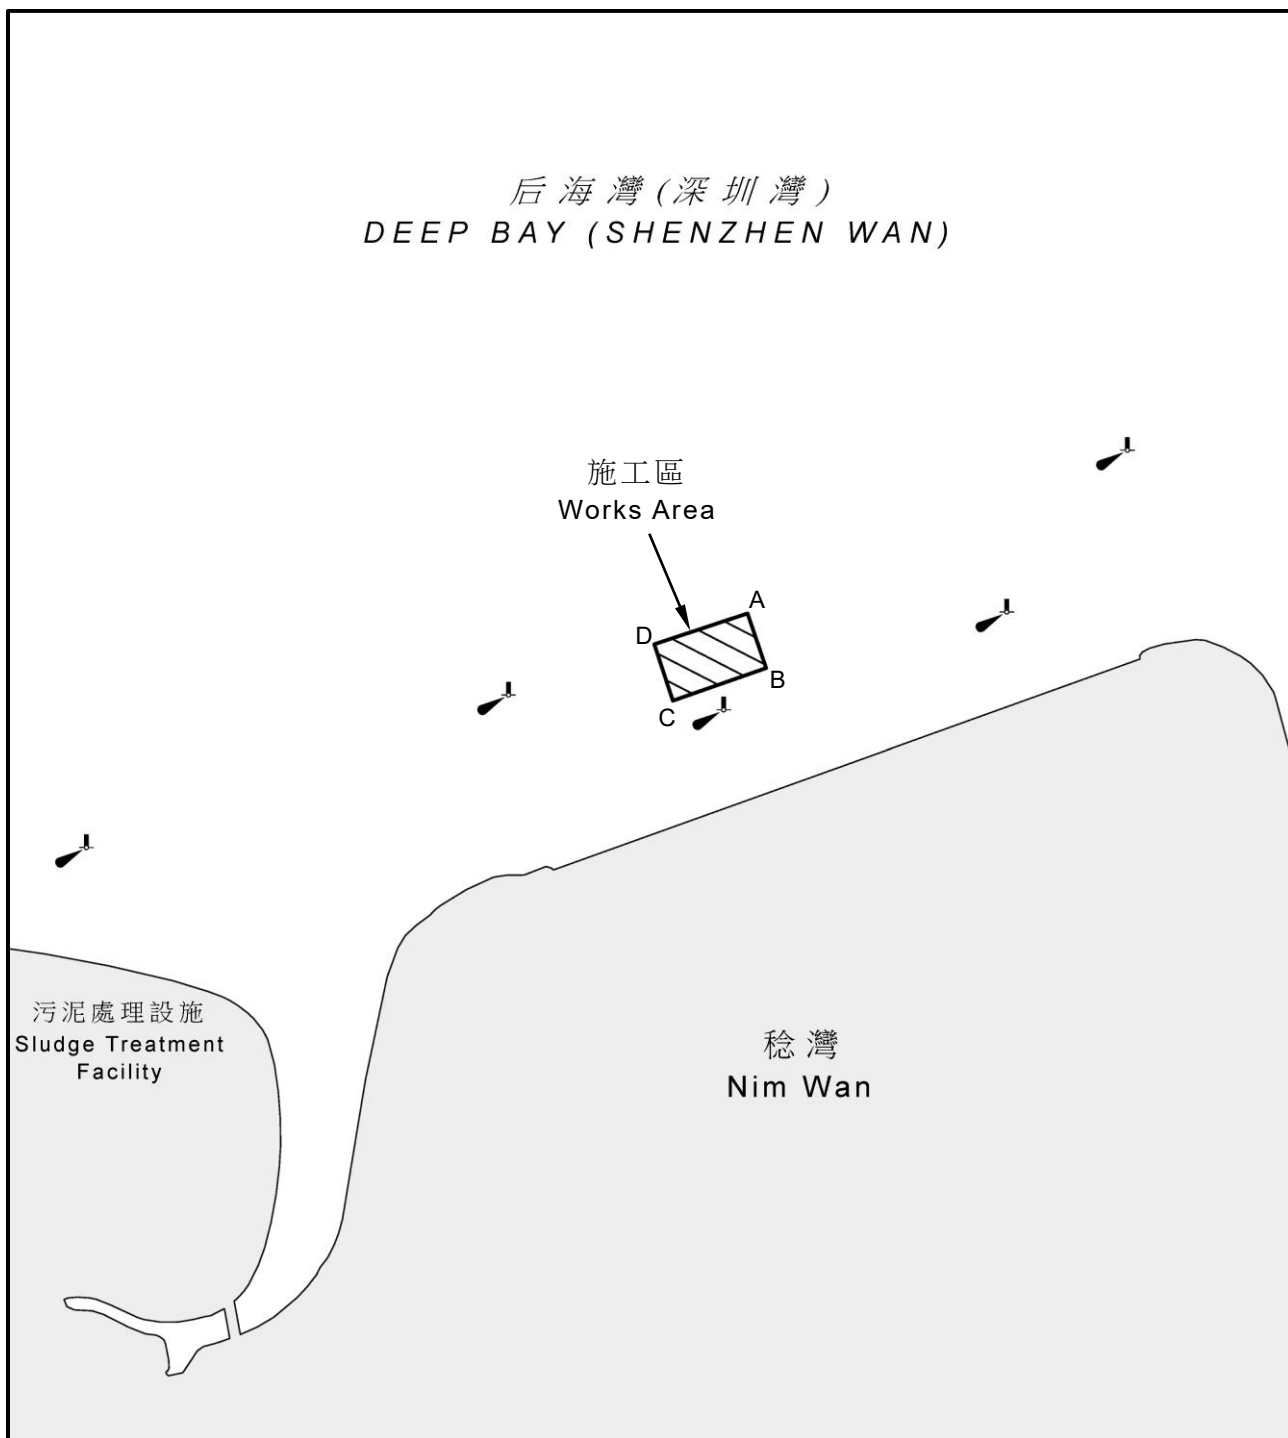 后海灣(深圳灣)
DEEP BAY (SHENZHEN WAN)
施工區
Works Area
A
D
B
C
污泥處理設施
Sludge Treatment
Facility
稔灣
Nim Wan